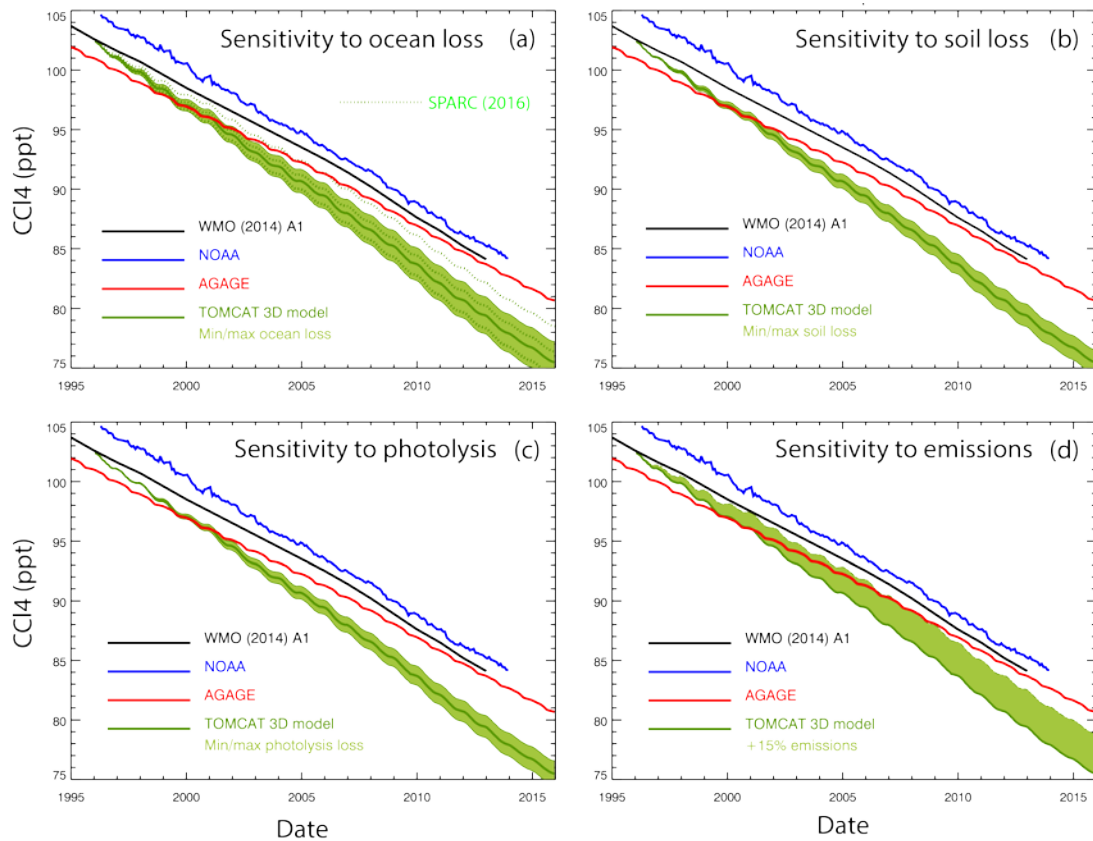 Sensitivity to ocean loss (a)
SPARC (2016)
CCl4 (ppt)
105
100
95
90
85
80
75
WMO (2014) A1
NOAA
AGAGE
TOMCAT 3D model
Min/max ocean loss
1995 2000 2005 2010 2015
Sensitivity to soil loss (b)
105
100
95
90
85
80
75
WMO (2014) A1
NOAA
AGAGE
TOMCAT 3D model
Min/max soil loss
1995 2000 2005 2010 2015
Sensitivity to photolysis (c)
CCl4 (ppt)
105
100
95
90
85
80
75
WMO (2014) A1
NOAA
AGAGE
TOMCAT 3D model
Min/max photolysis loss
1995 2000 2005 2010 2015
Date
Sensitivity to emissions (d)
105
100
95
90
85
80
75
WMO (2014) A1
NOAA
AGAGE
TOMCAT 3D model
+15% emissions
1995 2000 2005 2010 2015
Date